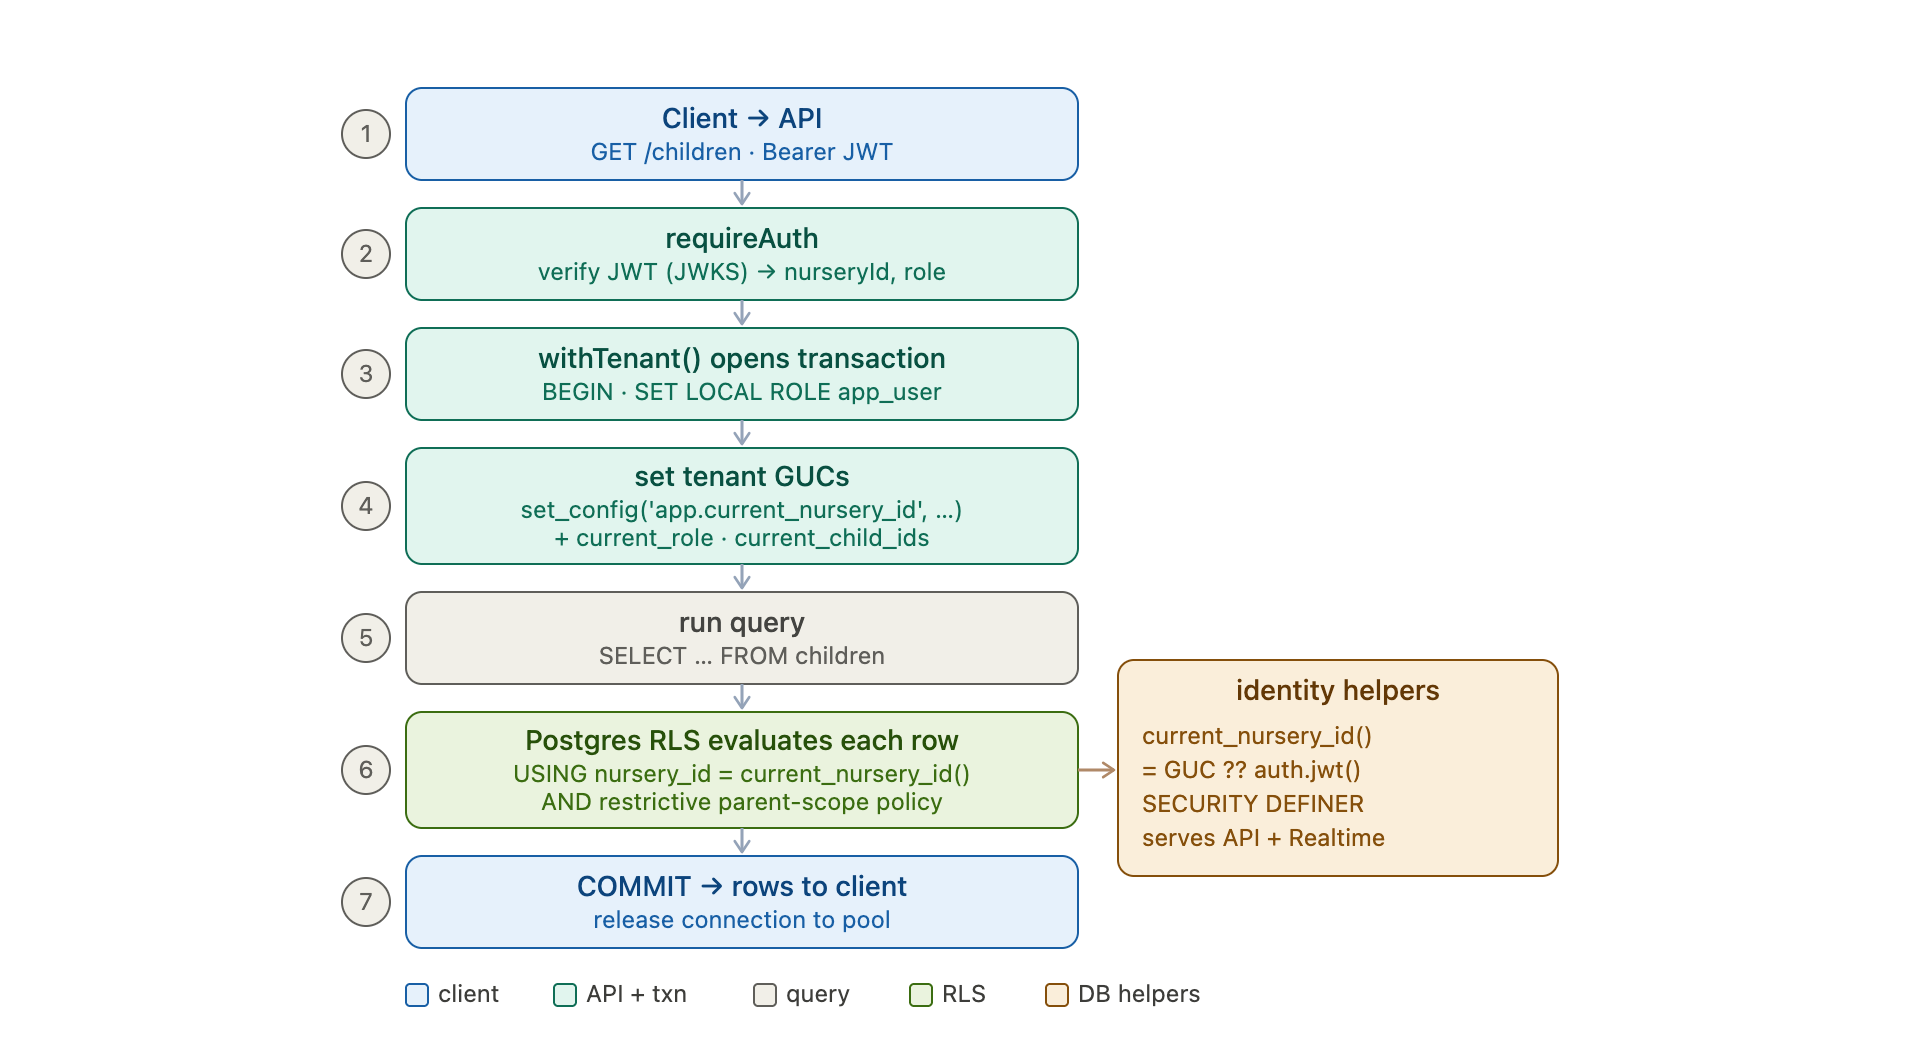 1
Client → API
GET /children · Bearer JWT
2
requireAuth
verify JWT (JWKS) → nurseryId, role
3
withTenant() opens transaction
BEGIN · SET LOCAL ROLE app_user
4
set tenant GUCs
set_config('app.current_nursery_id', ...)
+ current_role · current_child_ids
5
run query
SELECT ... FROM children
6
Postgres RLS evaluates each row
USING nursery_id = current_nursery_id()
AND restrictive parent-scope policy
identity helpers
current_nursery_id()
= GUC ?? auth.jwt()
SECURITY DEFINER
serves API + Realtime
7
COMMIT → rows to client
release connection to pool
client
API + txn
query
RLS
DB helpers